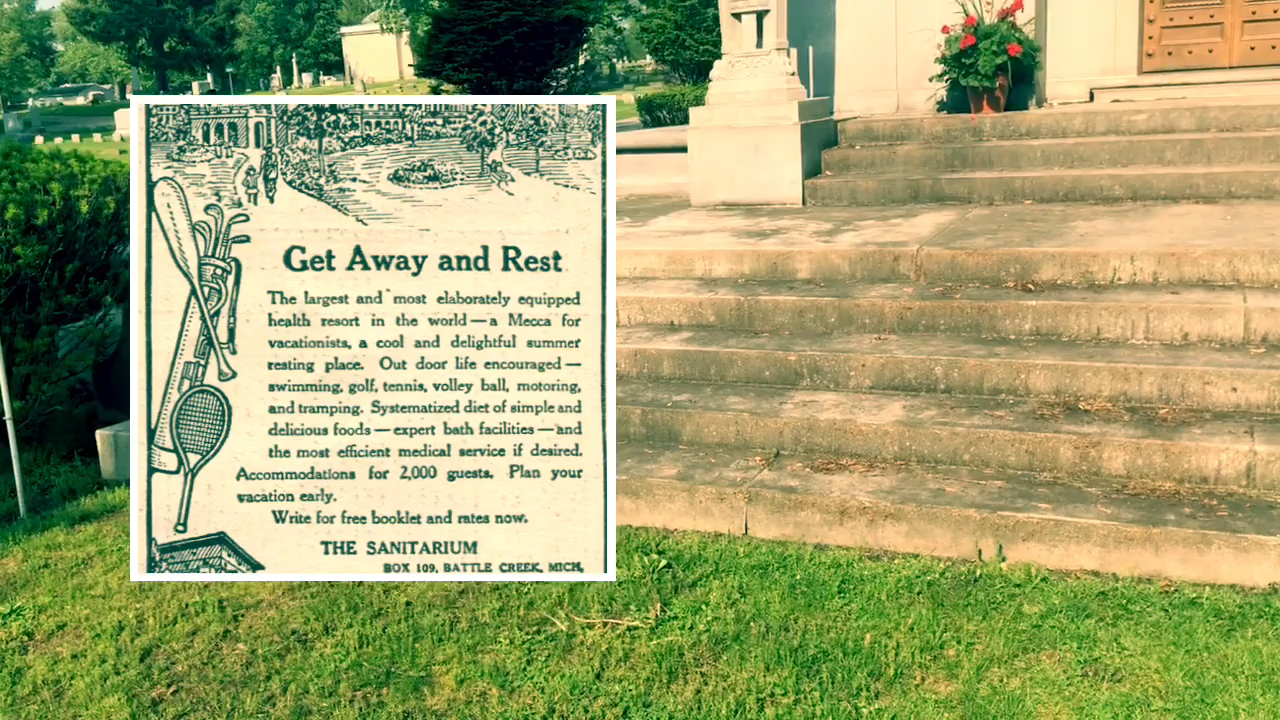 Get Away and Rest
The largest and most elaborately equipped
health resort in the world — a Mecca for
vacationists, a cool and delightful summer
resting place. Out door life encouraged —
swimming, golf, tennis, volley ball, motoring,
and tramping. Systematized diet of simple and
delicious foods — expert bath facilities — and
the most efficient medical service if desired.
Accommodations for 2,000 guests. Plan your
vacation early.
Write for free booklet and rates now.
THE SANITARIUM
BOX 109, BATTLE CREEK, MICH,